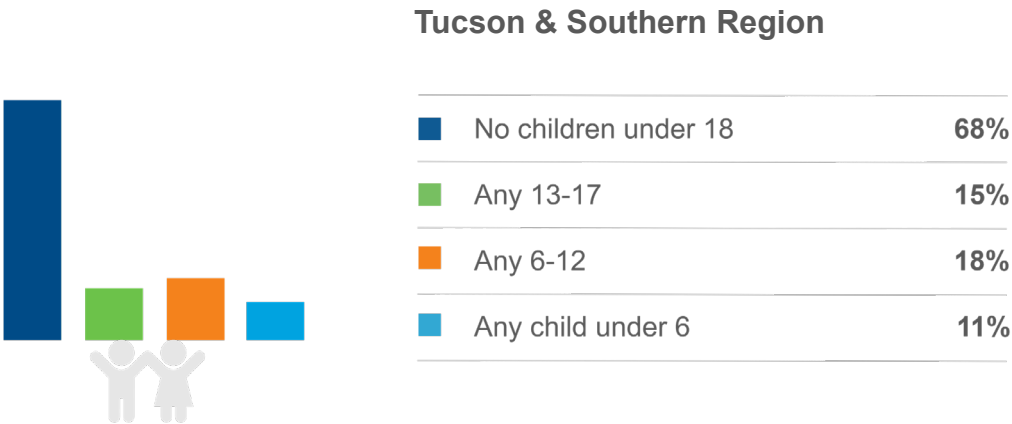 Tucson & Southern Region
No children under 18 68%
Any 13-17 15%
Any 6-12 18%
Any child under 6 11%